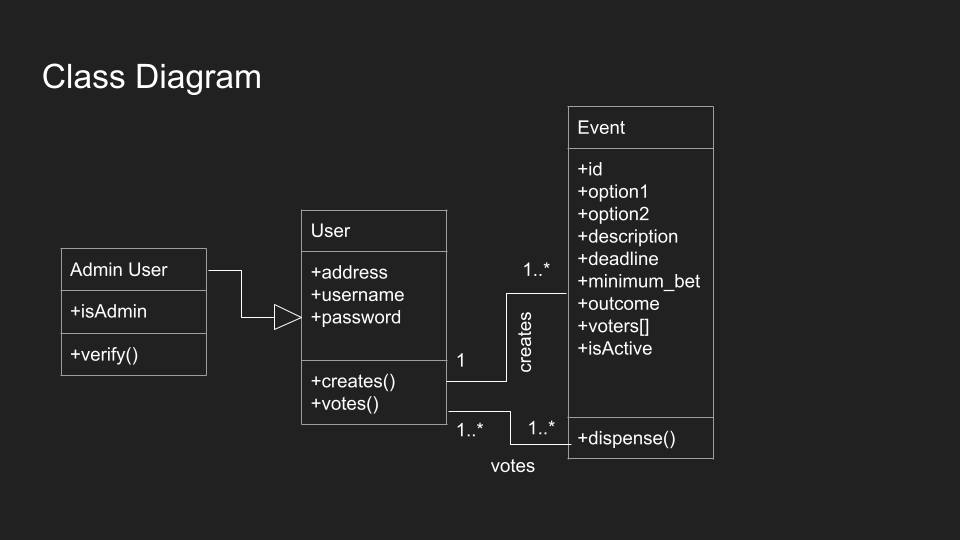 Class Diagram
Admin User
+isAdmin
+verify()
User
+address
+username
+password
+creates()
+votes()
1
1..*
creates
1..*
1..*
votes
Event
+id
+option1
+option2
+description
+deadline
+minimum_bet
+outcome
+voters[]
+isActive
+dispense()